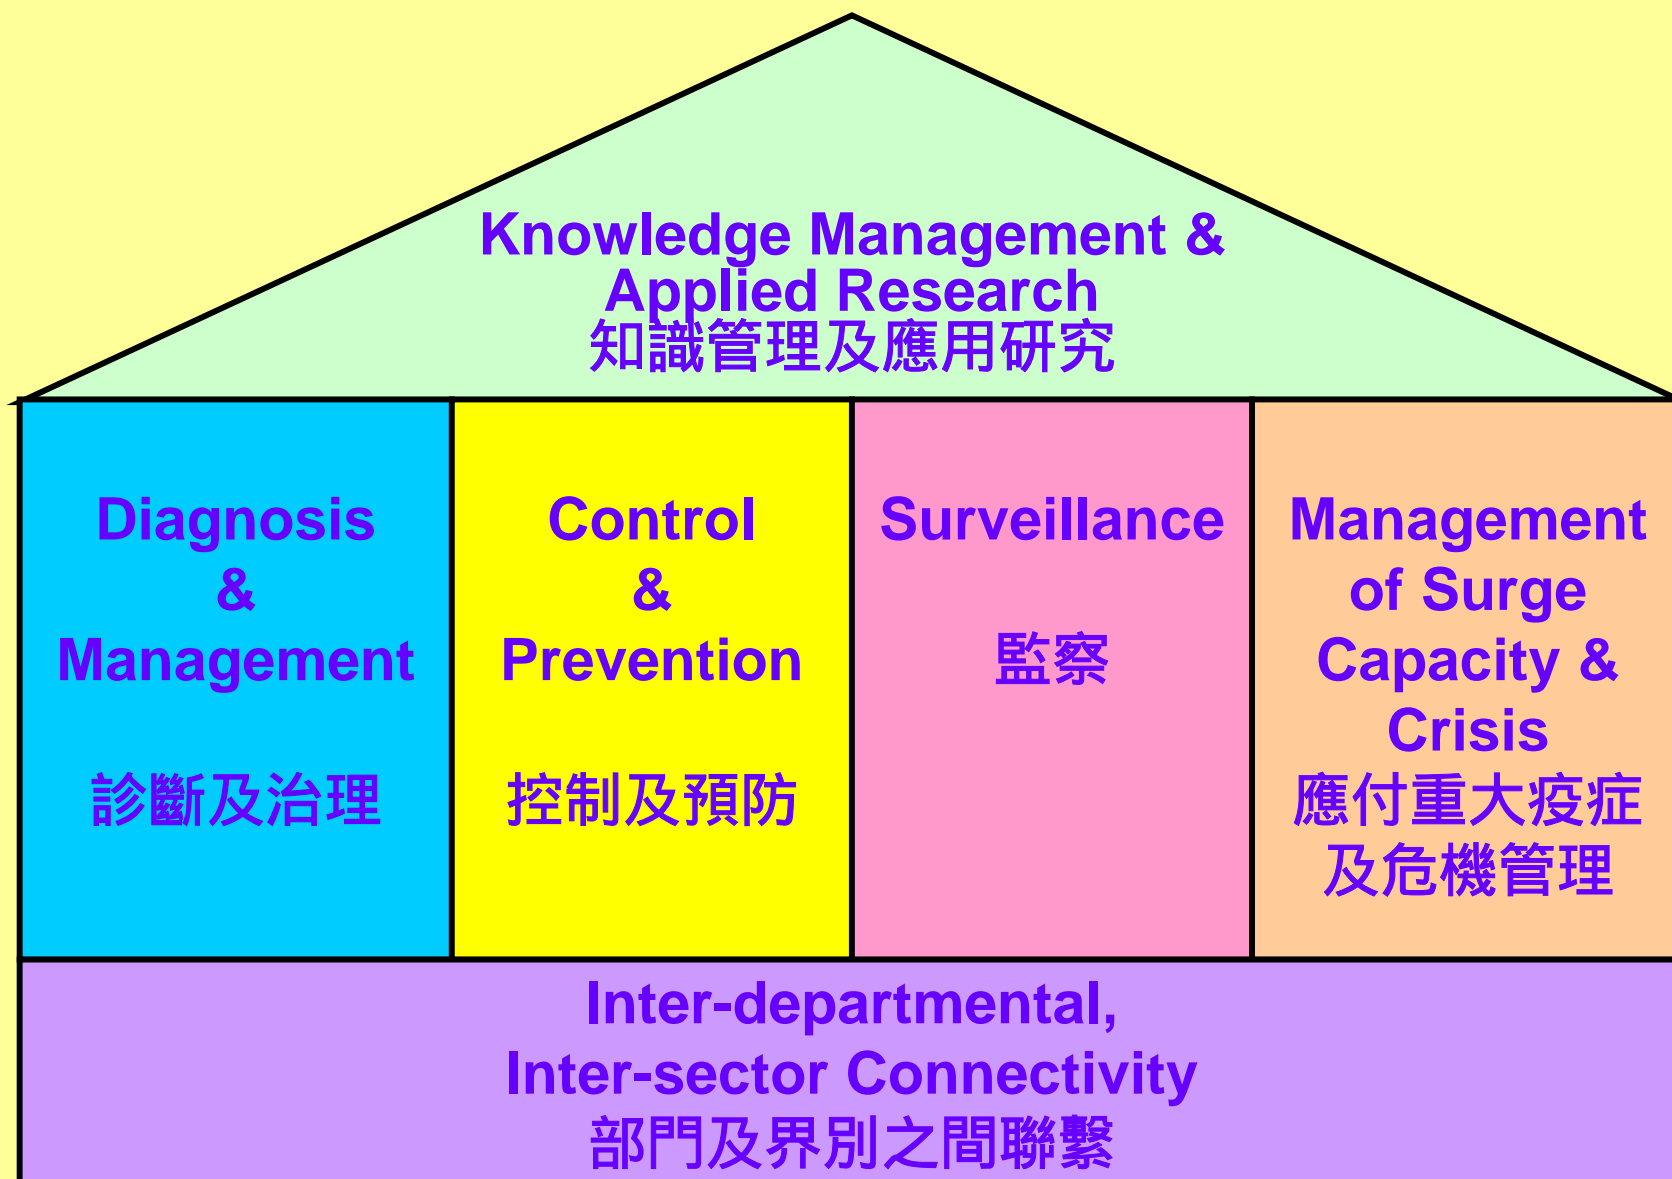 Knowledge Management &
Applied Research
知識管理及應用研究
Diagnosis
&
Management
診斷及治理
Control
&
Prevention
控制及預防
Surveillance
監察
Management
of Surge
Capacity &
Crisis
應付重大疫症
及危機管理
Inter-departmental,
Inter-sector Connectivity
部門及界別之間聯繫